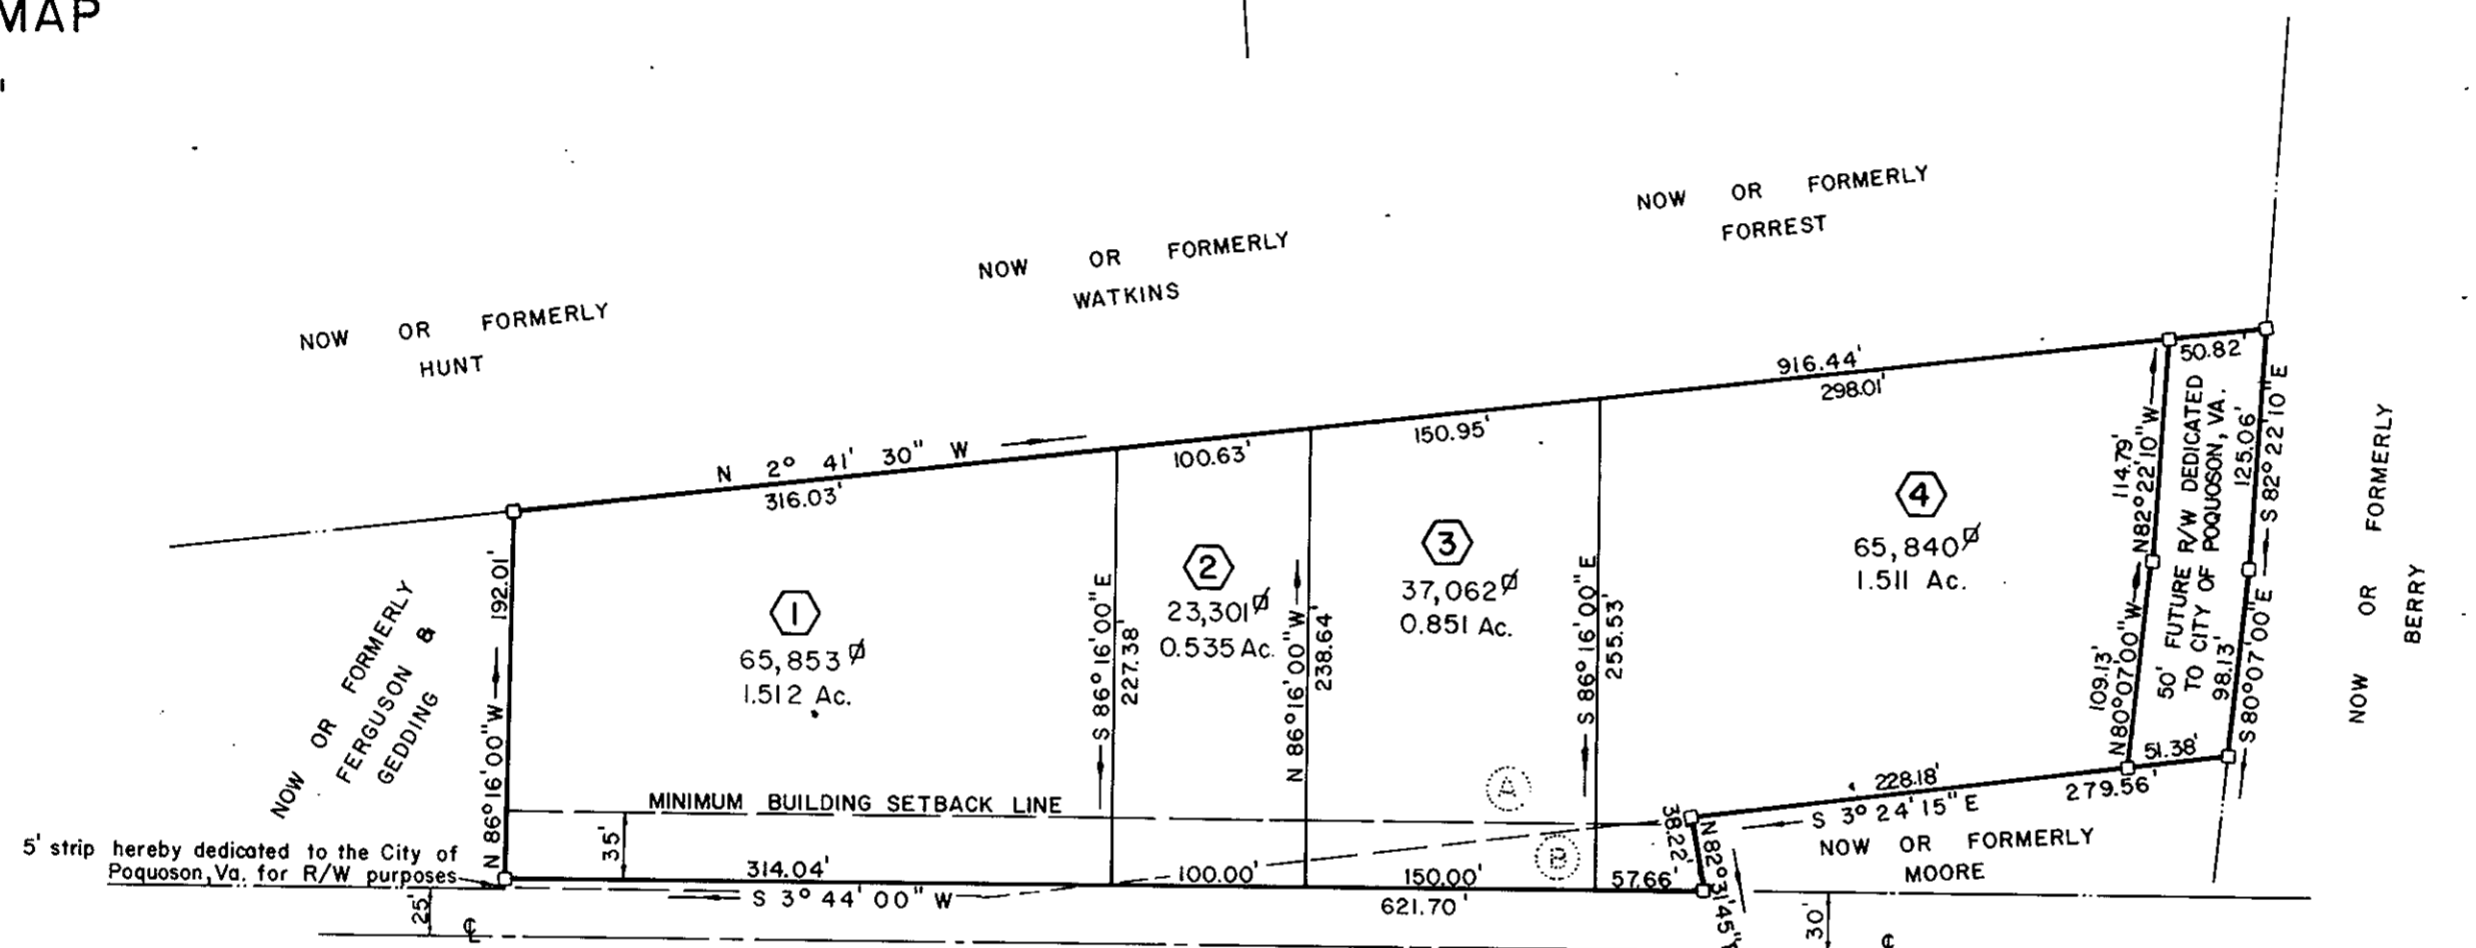 MAP
NOW OR FORMERLY
HUNT
NOW OR FORMERLY
WATKINS
NOW OR FORMERLY
FORREST
N 2° 41' 30" W
316.03'
100.63'
150.95'
916.44'
298.01'
50.82'
NOW OR FORMERLY
FERGUSON &
GEDDING
N 86°16'00"W
192.01'
1
65,853
1.512 Ac.
S 86°16'00"E
227.38'
2
23,301
0.535 Ac.
N 86°16'00"W
238.64'
3
37,062
0.851 Ac.
S 86°16'00"E
255.53'
4
65,840
1.511 Ac.
114.79'
N82°22'10"W
109.13'
N80°07'00"W
50' FUTURE R/W DEDICATED
TO CITY OF POQUOSON, VA.
125.06'
S 82°22'10"E
98.13'
S80°07'00"E
NOW OR FORMERLY
BERRY
MINIMUM BUILDING SETBACK LINE
35'
A
B
38.22'
N82°31'45"
228.18'
51.38'
279.56'
S 3° 24' 15" E
NOW OR FORMERLY
MOORE
5' strip hereby dedicated to the City of
Poquoson, Va. for R/W purposes
314.04'
100.00'
150.00'
57.66'
S 3° 44' 00" W
621.70'
25'
30'